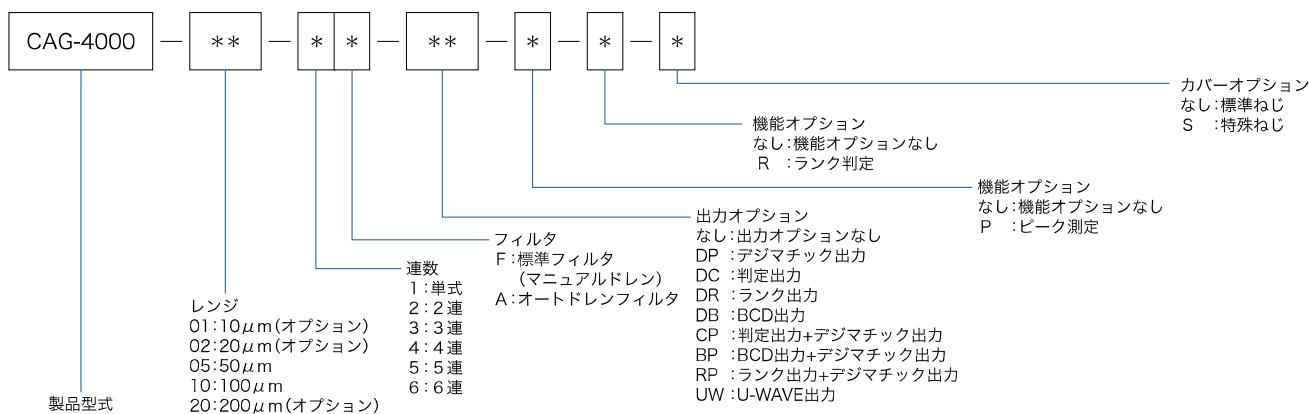 CAG-4000 — ** — * * — ** — * — * — *
カバーオプション
なし:標準ねじ
S :特殊ねじ
機能オプション
なし:機能オプションなし
R :ランク判定
機能オプション
なし:機能オプションなし
P :ピーク測定
出力オプション
なし:出力オプションなし
DP :デジマチック出力
DC :判定出力
DR :ランク出力
DB :BCD出力
CP :判定出力+デジマチック出力
BP :BCD出力+デジマチック出力
RP :ランク出力+デジマチック出力
UW :U-WAVE出力
フィルタ
F:標準フィルタ
(マニュアルドレン)
A:オートドレンフィルタ
連数
1:単式
2:2連
3:3連
4:4連
5:5連
6:6連
レンジ
01:10μm(オプション)
02:20μm(オプション)
05:50μm
10:100μm
20:200μm(オプション)
製品型式